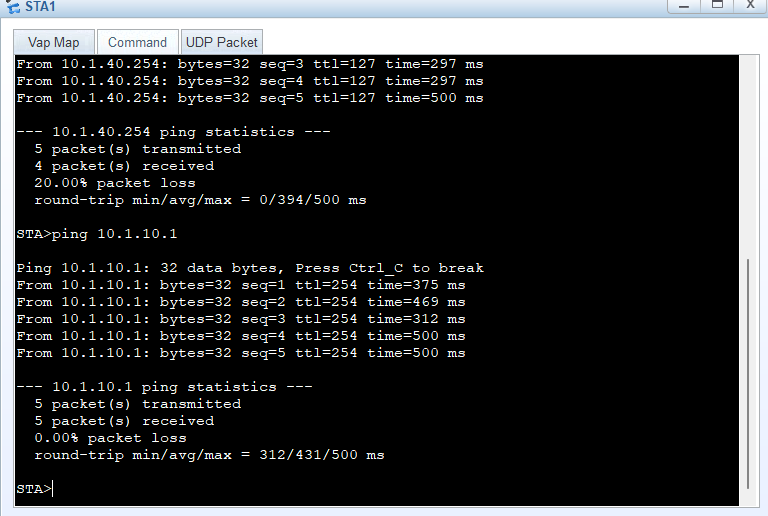 STA1
Vap Map Command UDP Packet
From 10.1.40.254: bytes=32 seq=3 ttl=127 time=297 ms
From 10.1.40.254: bytes=32 seq=4 ttl=127 time=297 ms
From 10.1.40.254: bytes=32 seq=5 ttl=127 time=500 ms
--- 10.1.40.254 ping statistics ---
5 packet(s) transmitted
4 packet(s) received
20.00% packet loss
round-trip min/avg/max = 0/394/500 ms
STA>ping 10.1.10.1
Ping 10.1.10.1: 32 data bytes, Press Ctrl_C to break
From 10.1.10.1: bytes=32 seq=1 ttl=254 time=375 ms
From 10.1.10.1: bytes=32 seq=2 ttl=254 time=469 ms
From 10.1.10.1: bytes=32 seq=3 ttl=254 time=312 ms
From 10.1.10.1: bytes=32 seq=4 ttl=254 time=500 ms
From 10.1.10.1: bytes=32 seq=5 ttl=254 time=500 ms
--- 10.1.10.1 ping statistics ---
5 packet(s) transmitted
5 packet(s) received
0.00% packet loss
round-trip min/avg/max = 312/431/500 ms
STA>